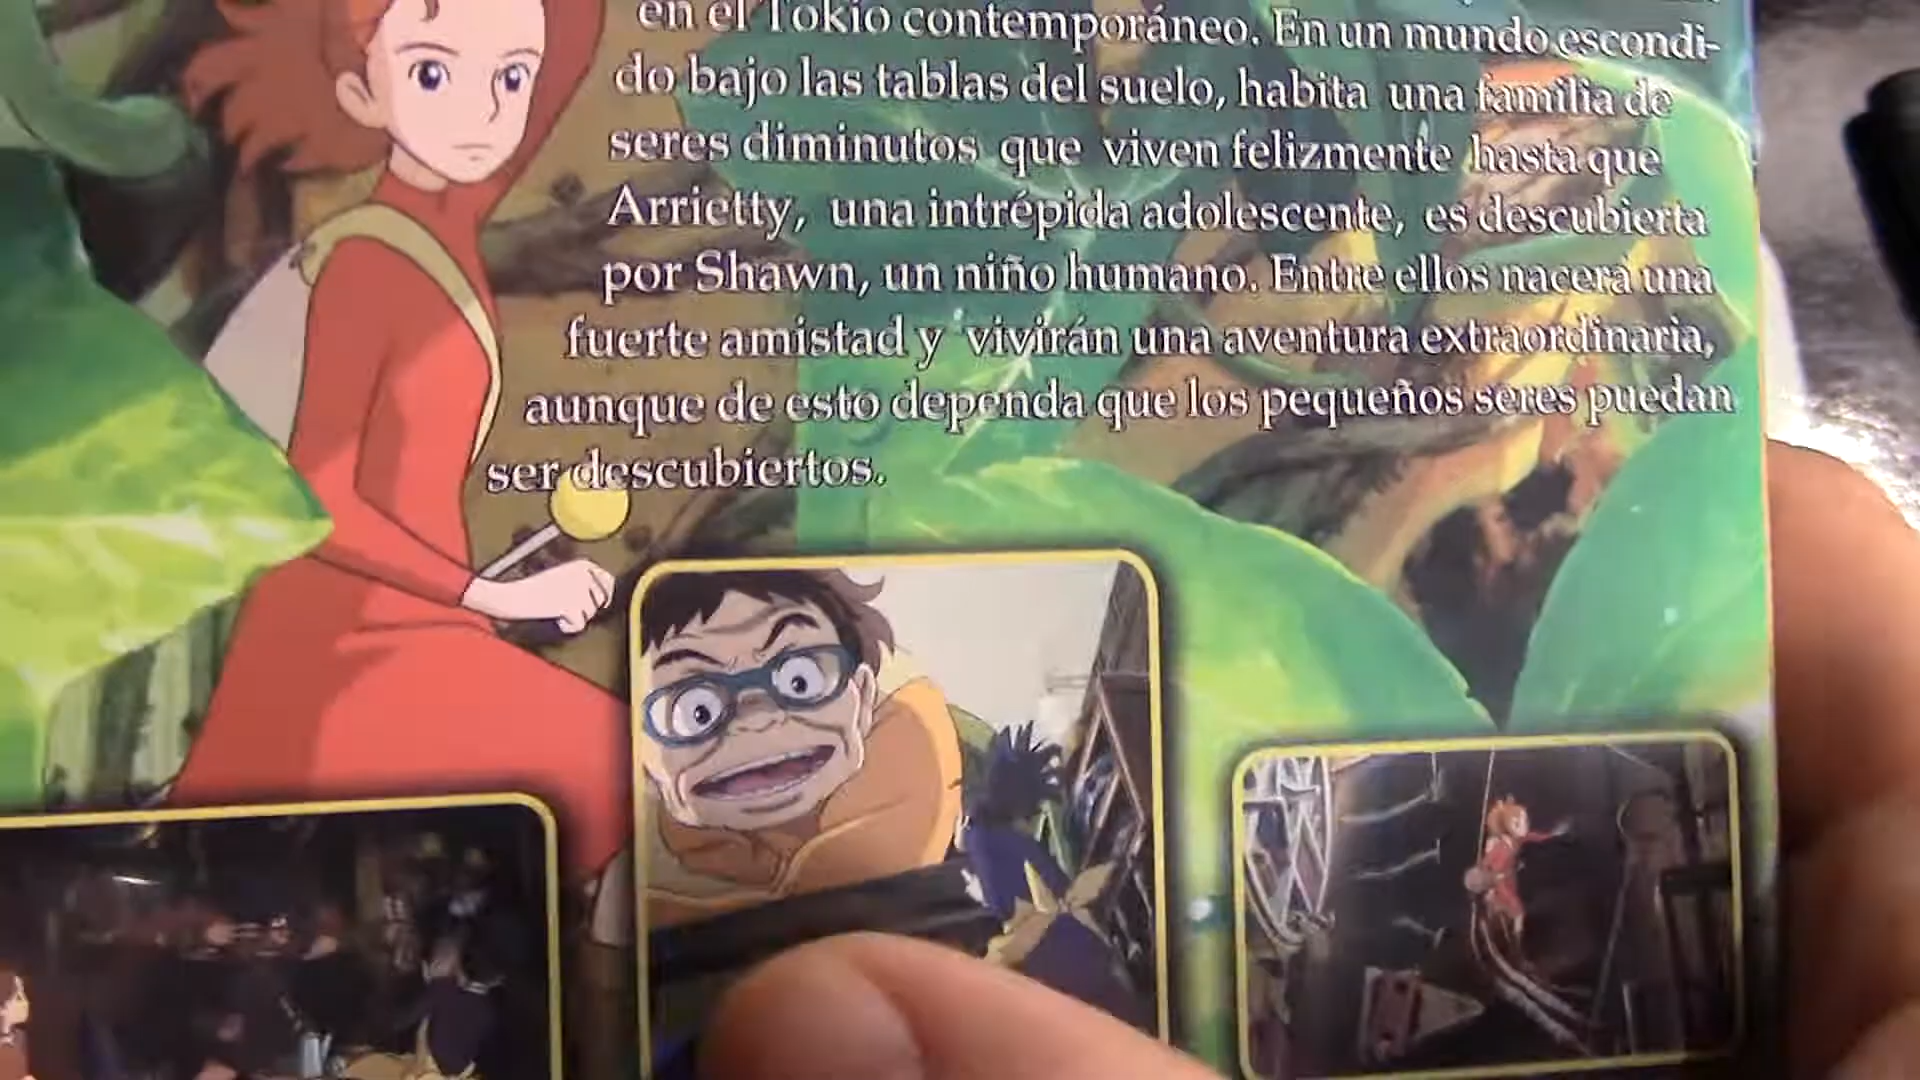 en el Tokio contemporáneo. En un mundo escondi-
do bajo las tablas del suelo, habita una familia de
seres diminutos que viven felizmente hasta que
Arrietty, una intrépida adolescente, es descubierta
por Shawn, un niño humano. Entre ellos nacerá una
fuerte amistad y vivirán una aventura extraordinaria,
aunque de esto dependa que los pequeños seres puedan
ser descubiertos.